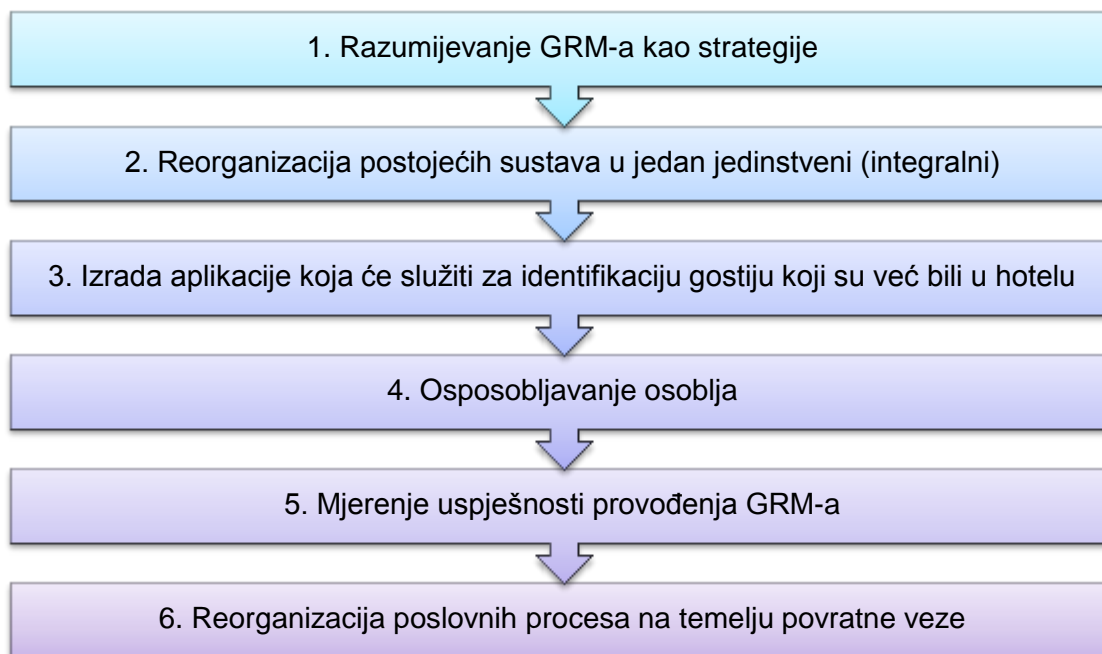 1. Razumijevanje GRM-a kao strategije
2. Reorganizacija postojećih sustava u jedan jedinstveni (integralni)
3. Izrada aplikacije koja će služiti za identifikaciju gostiju koji su već bili u hotelu
4. Osposobljavanje osoblja
5. Mjerenje uspješnosti provođenja GRM-a
6. Reorganizacija poslovnih procesa na temelju povratne veze